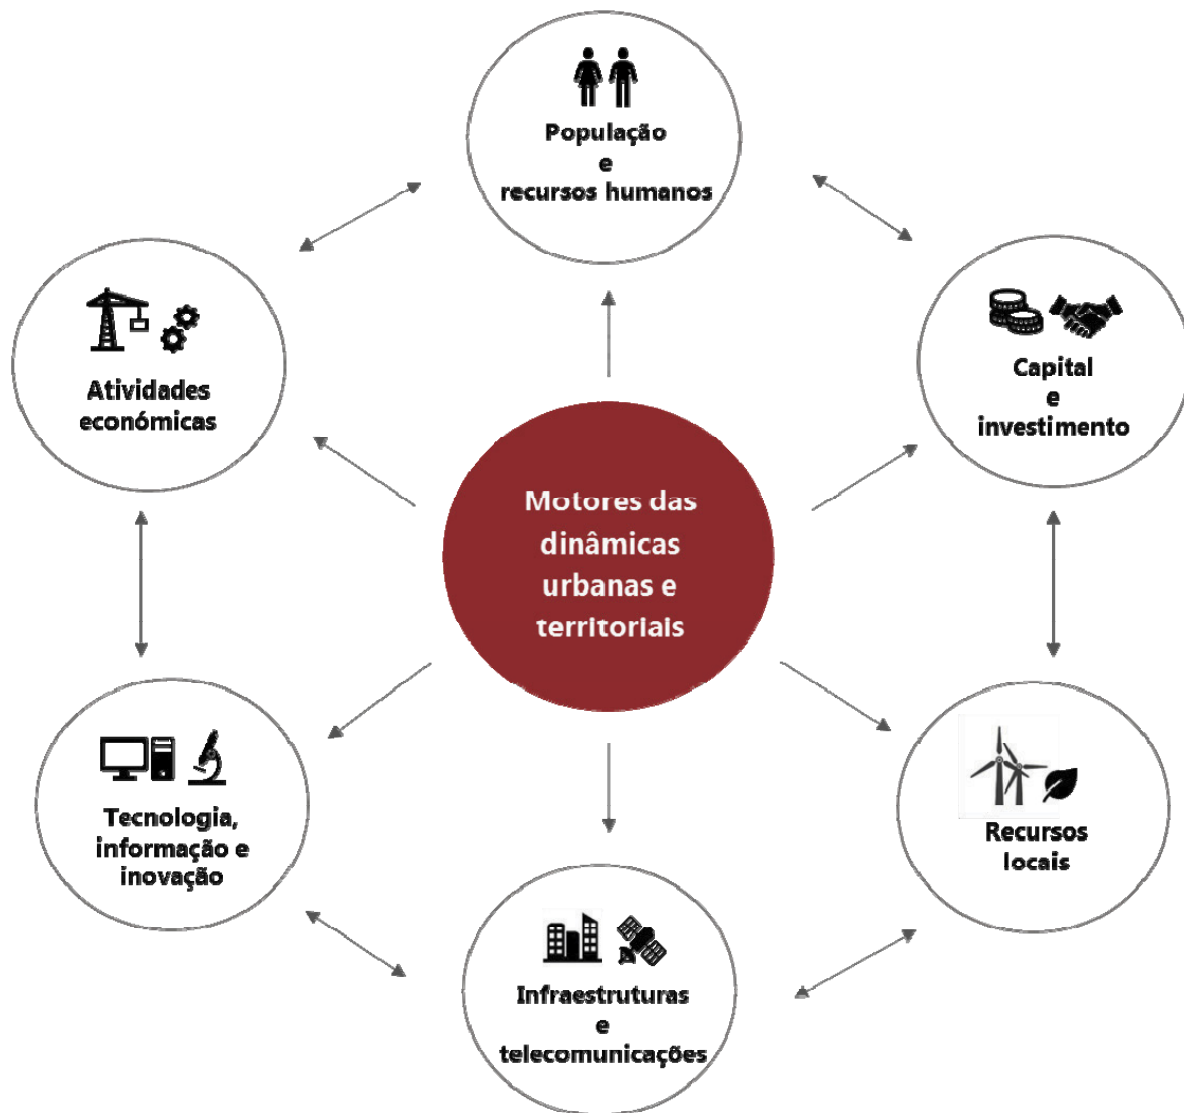 População
e
recursos humanos
Atividades
económicas
Capital
e
investimento
Motores das
dinâmicas
urbanas e
territoriais
Tecnologia,
informação e
inovação
Recursos
locais
Infraestruturas
e
telecomunicações